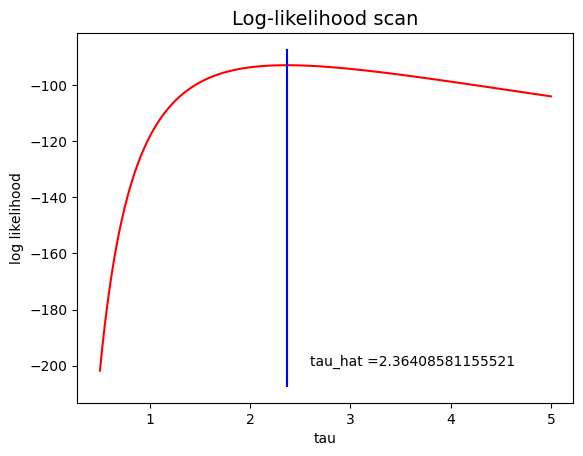 Log-likelihood scan
log likelihood
−100
−120
−140
−160
−180
−200
tau_hat =2.36408581155521
1 2 3 4 5
tau